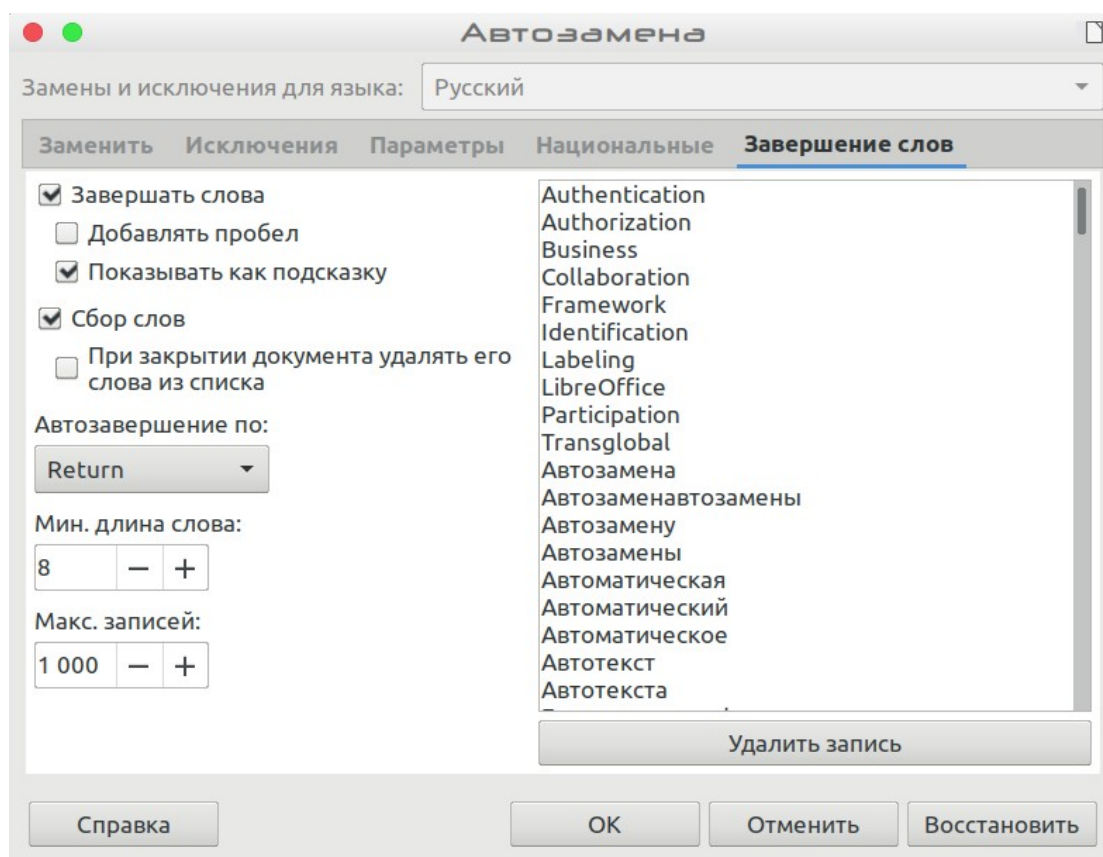 Автозамена
Замены и исключения для языка: Русский
Заменить Исключения Параметры Национальные Завершение слов
Завершать слова
Добавлять пробел
Показывать как подсказку
Сбор слов
При закрытии документа удалять его
слова из списка
Автозавершение по:
Return
Мин. длина слова:
8 — +
Макс. записей:
1 000 — +
Authentication
Authorization
Business
Collaboration
Framework
Identification
Labeling
LibreOffice
Participation
Transglobal
Автозамена
Автозаменавтозамены
Автозамену
Автозамены
Автоматическая
Автоматический
Автоматическое
Автотекст
Автотекста
Удалить запись
Справка ОК Отменить Восстановить